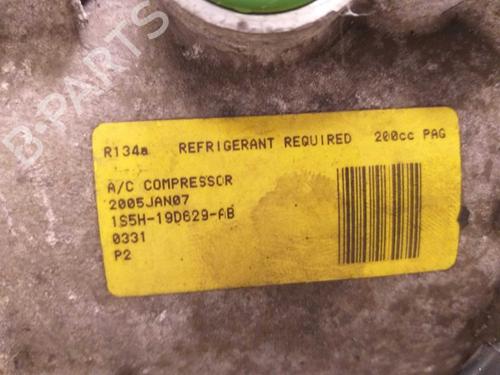 B-PARTS
R134a REFRIGERANT REQUIRED 200cc PAG
A/C COMPRESSOR
2005JAN07
1S5H-19D629-AB
0331
P2